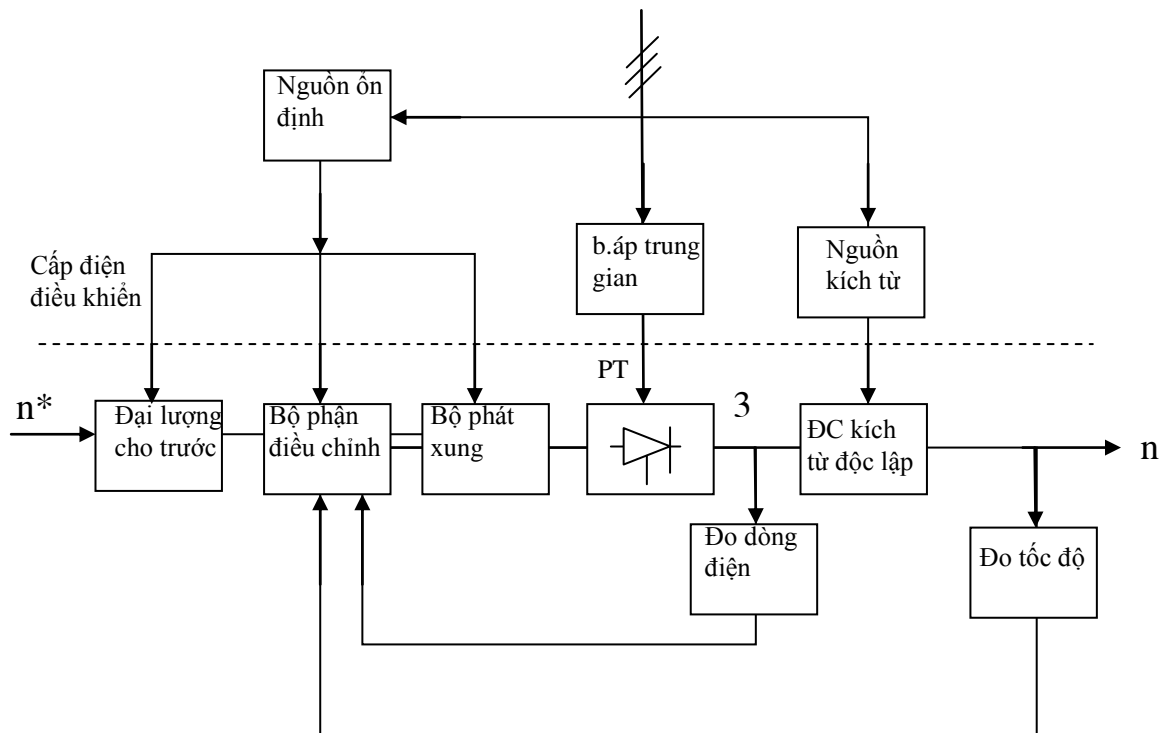 Nguồn ổn
định
b.áp trung
gian
Nguồn
kích từ
Cấp điện
điều khiển
PT
n*
Đại lượng
cho trước
Bộ phận
điều chỉnh
Bộ phát
xung
3
ĐC kích
từ độc lập
n
Đo dòng
điện
Đo tốc độ